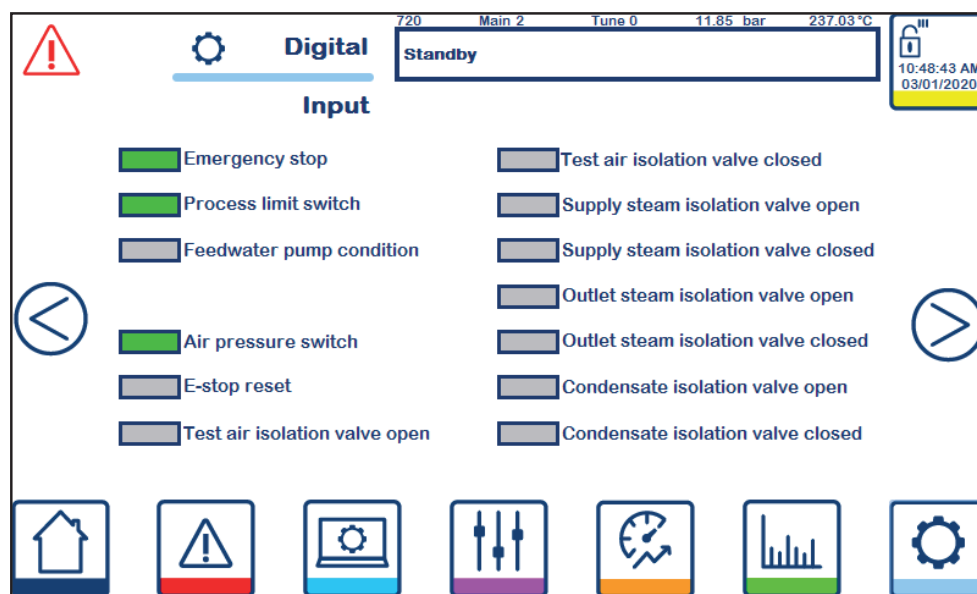 720 Main 2 Tune 0 11.85 bar 237.03 °C
Digital
Input
Standby
10:48:43 AM
03/01/2020
Emergency stop
Process limit switch
Feedwater pump condition
Air pressure switch
E-stop reset
Test air isolation valve open
Test air isolation valve closed
Supply steam isolation valve open
Supply steam isolation valve closed
Outlet steam isolation valve open
Outlet steam isolation valve closed
Condensate isolation valve open
Condensate isolation valve closed